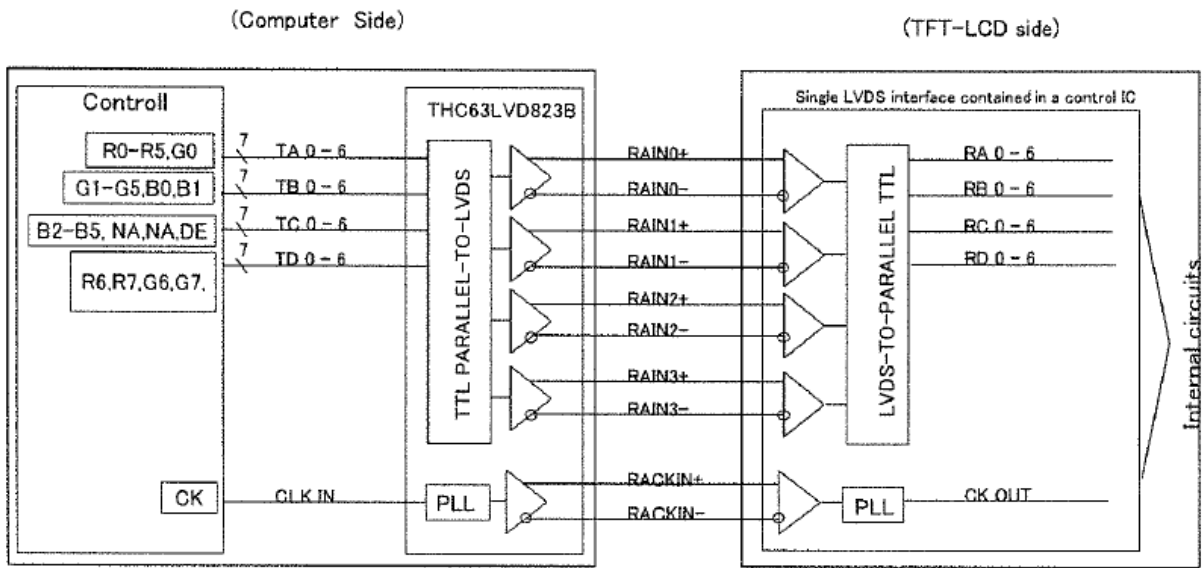 (Computer Side)
(TFT-LCD side)
Controll
THC63LVD823B
Single LVDS interface contained in a control IC
R0-R5,G0
7
TA 0-6
RAIN0+
RA 0-6
G1-G5,B0,B1
7
TB 0-6
RAIN0-
RB 0-6
B2-B5, NA,NA,DE
7
TC 0-6
RAIN1+
RC 0-6
R6,R7,G6,G7,
7
TD 0-6
RAIN1-
RD 0-6
RAIN2+
RAIN2-
RAIN3+
RAIN3-
TTL PARALLEL-TO-LVDS
LVDS-TO-PARALLEL TTL
Internal circuits
CK
CLK IN
PLL
RACKIN+
RACKIN-
PLL
CK OUT